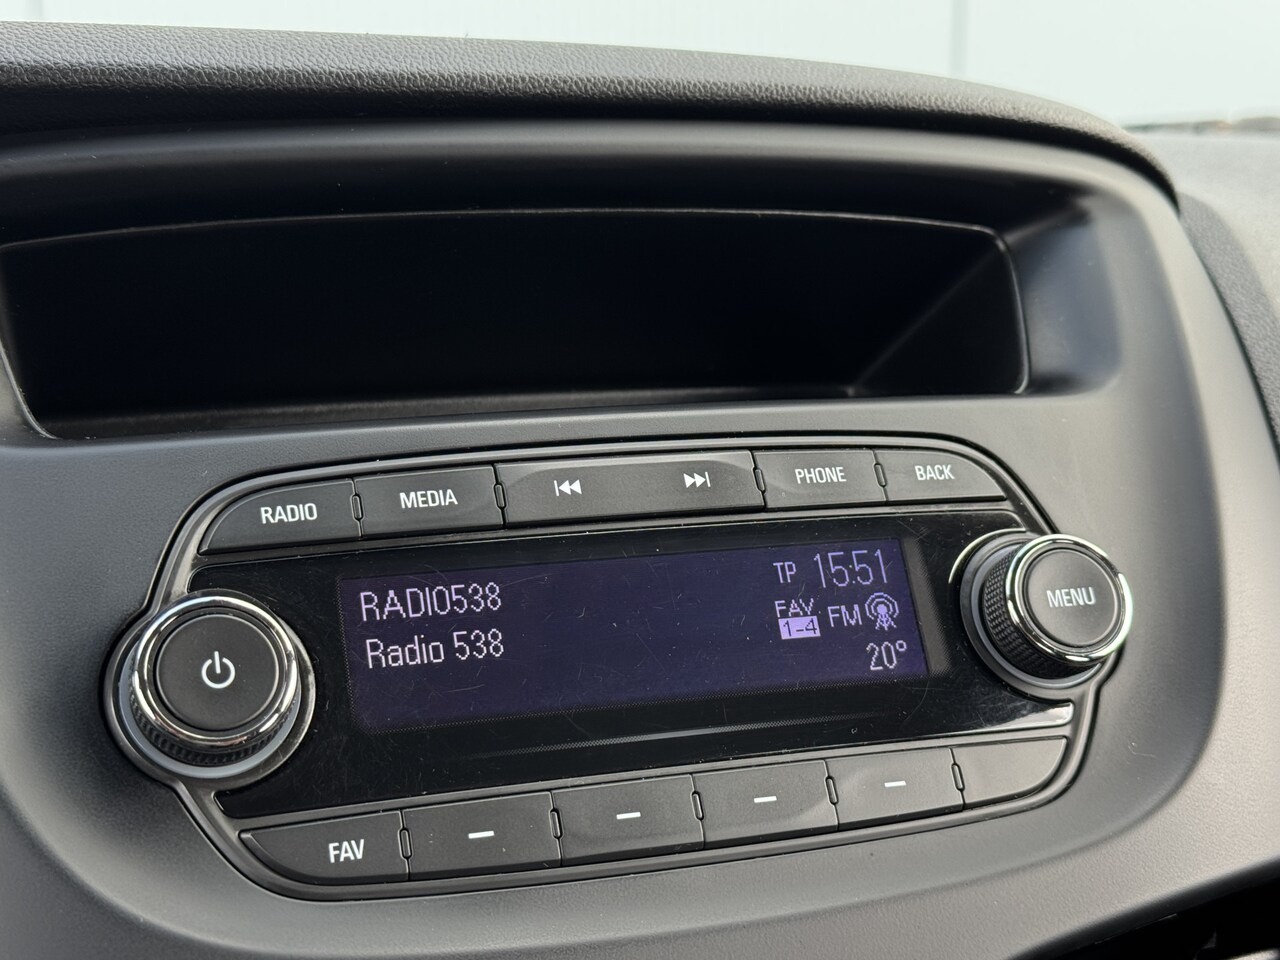 RADIO
MEDIA
PHONE
BACK
RADIO538
TP 15:51
Radio 538
FAV
1-4
FM
20°
MENU
FAV